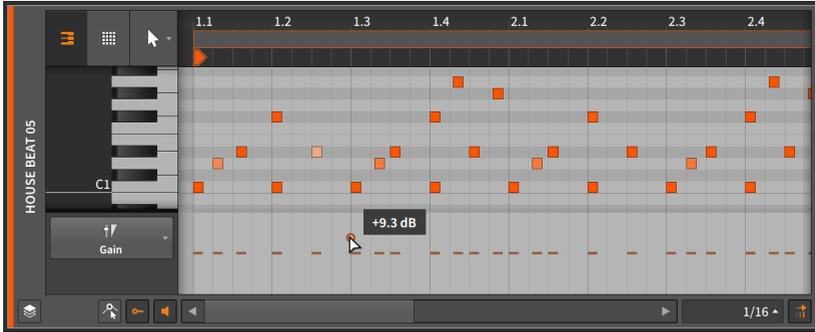 1.1 1.2 1.3 1.4 2.1 2.2 2.3 2.4
HOUSE BEAT 05
C1
+9.3 dB
Gain
1/16